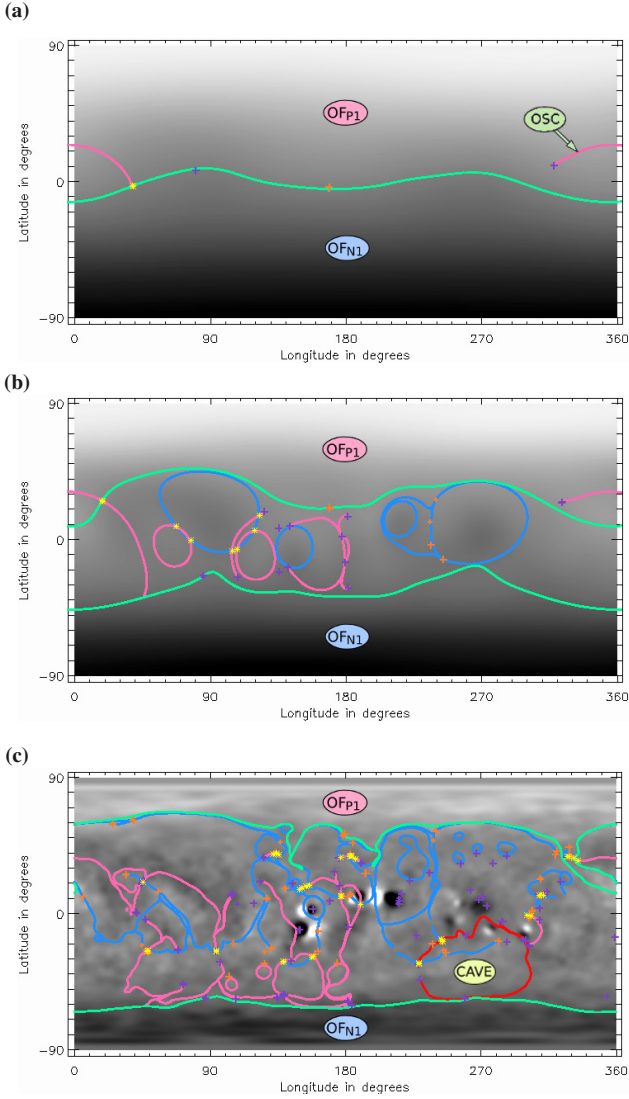 (a)
90
OFP1
OSC
0
OFN1
−90
0 90 180 270 360
Latitude in degrees
Longitude in degrees
(b)
90
OFP1
0
OFN1
−90
0 90 180 270 360
Latitude in degrees
Longitude in degrees
(c)
90
OFP1
0
CAVE
OFN1
−90
0 90 180 270 360
Latitude in degrees
Longitude in degrees